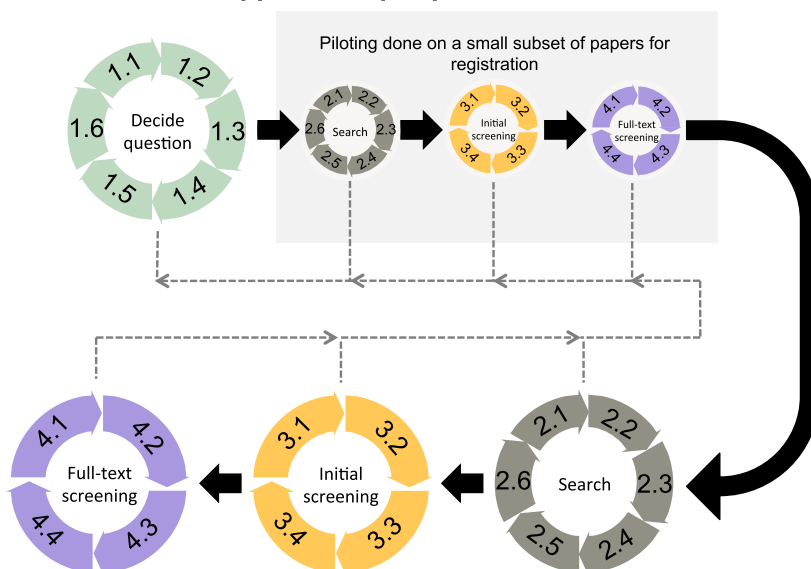 Piloting done on a small subset of papers for
registration
1.1
1.2
1.3
1.4
1.5
1.6
Decide
question
2.1
2.2
2.3
2.4
2.5
2.6
Search
3.1
3.2
3.3
3.4
Initial
screening
4.1
4.2
4.3
4.4
Full-text
screening
4.1
4.2
4.3
4.4
Full-text
screening
3.1
3.2
3.3
3.4
Initial
screening
2.1
2.2
2.3
2.4
2.5
2.6
Search